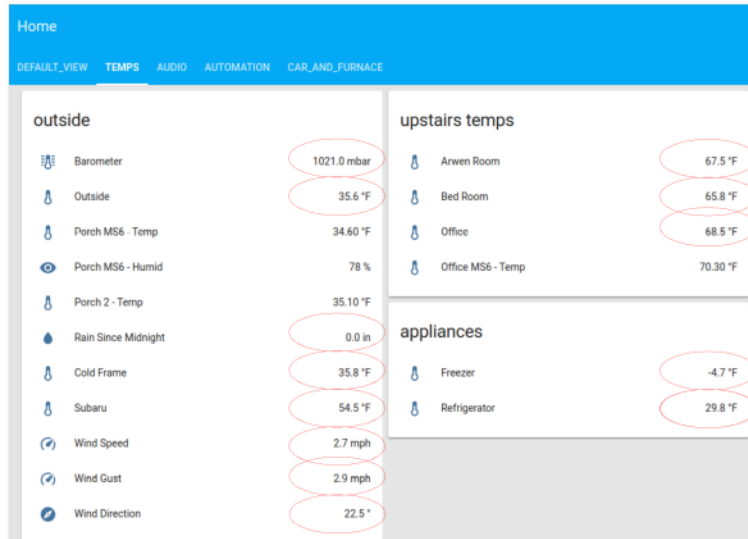 Home
DEFAULT_VIEW TEMPS AUDIO AUTOMATION CAR_AND_FURNACE
outside
Barometer 1021.0 mbar
Outside 35.6 °F
Porch MS6 - Temp 34.60 °F
Porch MS6 - Humid 78 %
Porch 2 - Temp 35.10 °F
Rain Since Midnight 0.0 in
Cold Frame 35.8 °F
Subaru 54.5 °F
Wind Speed 2.7 mph
Wind Gust 2.9 mph
Wind Direction 22.5 °
upstairs temps
Arwen Room 67.5 °F
Bed Room 65.8 °F
Office 68.5 °F
Office MS6 - Temp 70.30 °F
appliances
Freezer -4.7 °F
Refrigerator 29.8 °F